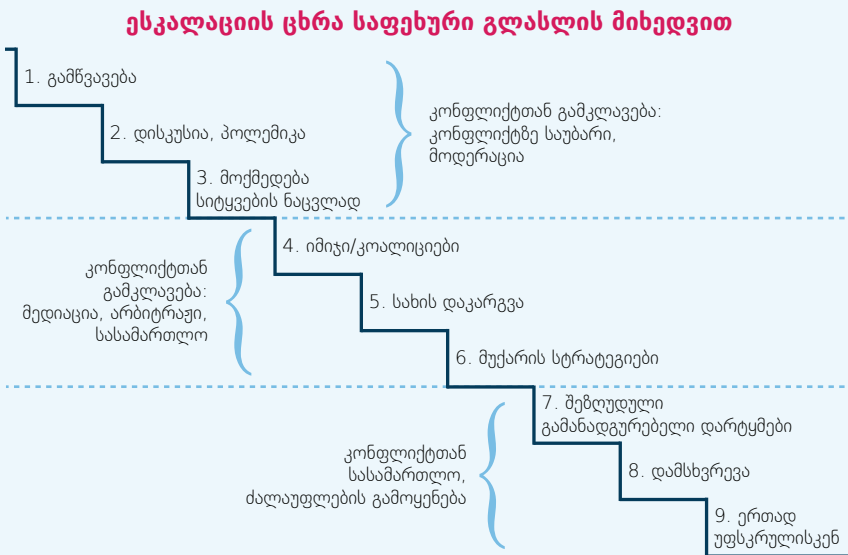 ესკალაციის ცხრა საფეხური გლასლის მიხედვით
1. გამწვავება
2. დისკუსია, პოლემიკა
3. მოქმედება
სიტყვების ნაცვლად
კონფლიქტთან გამკლავება:
კონფლიქტზე საუბარი,
მოდერაცია
4. იმიჯი/კოალიციები
5. სახის დაკარგვა
6. მუქარის სტრატეგიები
კონფლიქტთან
გამკლავება:
მედიაცია, არბიტრაჟი,
სასამართლო
7. შეზღუდული
გამანადგურებელი დარტყმები
8. დამსხვრევა
9. ერთად
უფსკრულისკენ
კონფლიქტთან
სასამართლო,
ძალაუფლების გამოყენება